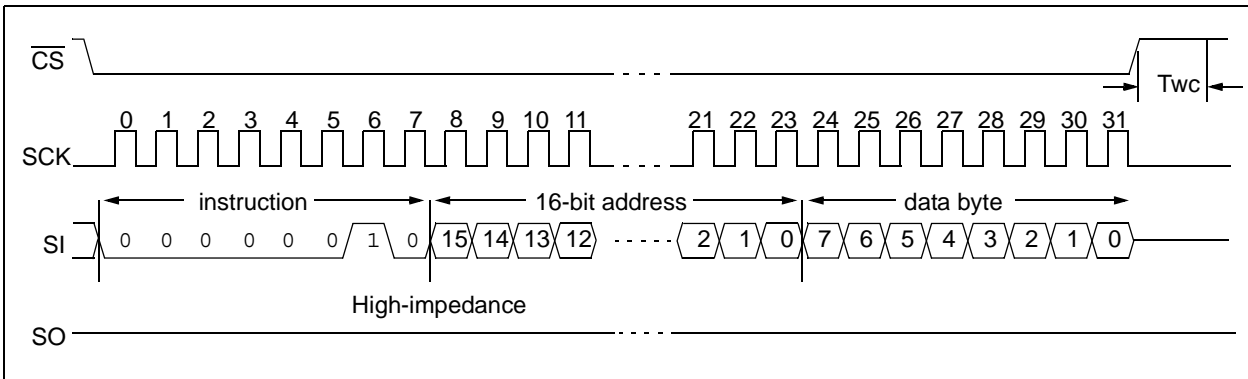 CS
Twc
0 1 2 3 4 5 6 7 8 9 10 11 21 22 23 24 25 26 27 28 29 30 31
SCK
instruction 16-bit address data byte
SI 0 0 0 0 0 0 1 0 15 14 13 12 2 1 0 7 6 5 4 3 2 1 0
High-impedance
SO